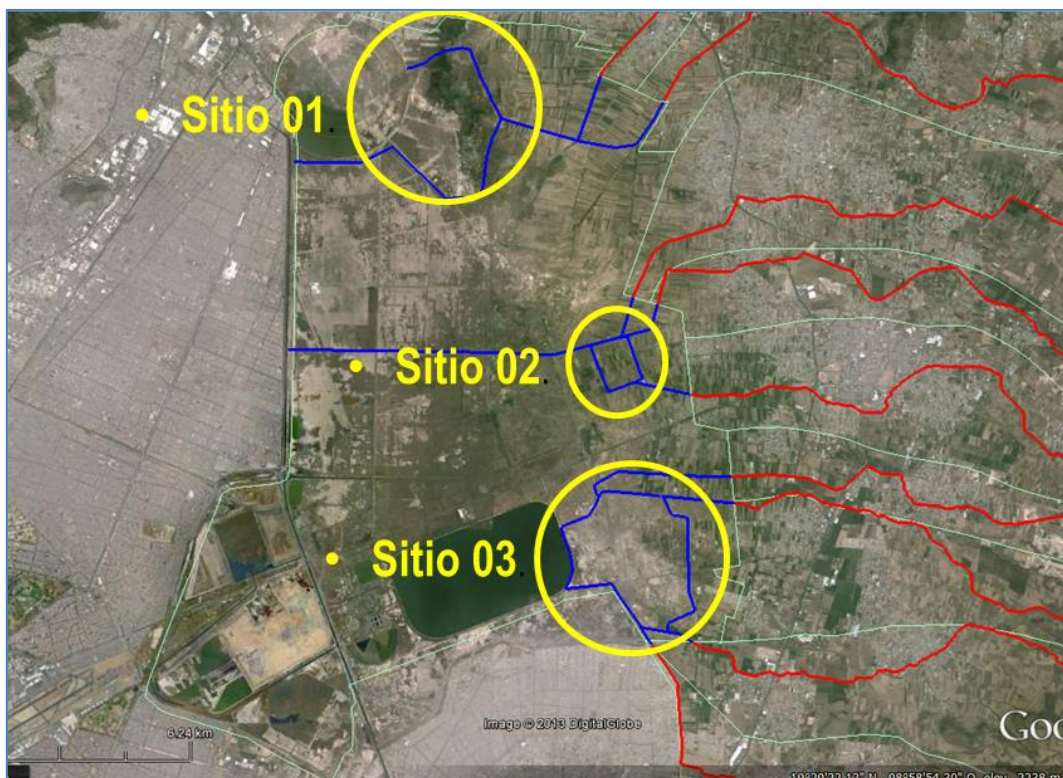 • Sitio 01.
• Sitio 02.
• Sitio 03.
6.24 km
Image © 2013 DigitalGlobe
Goo